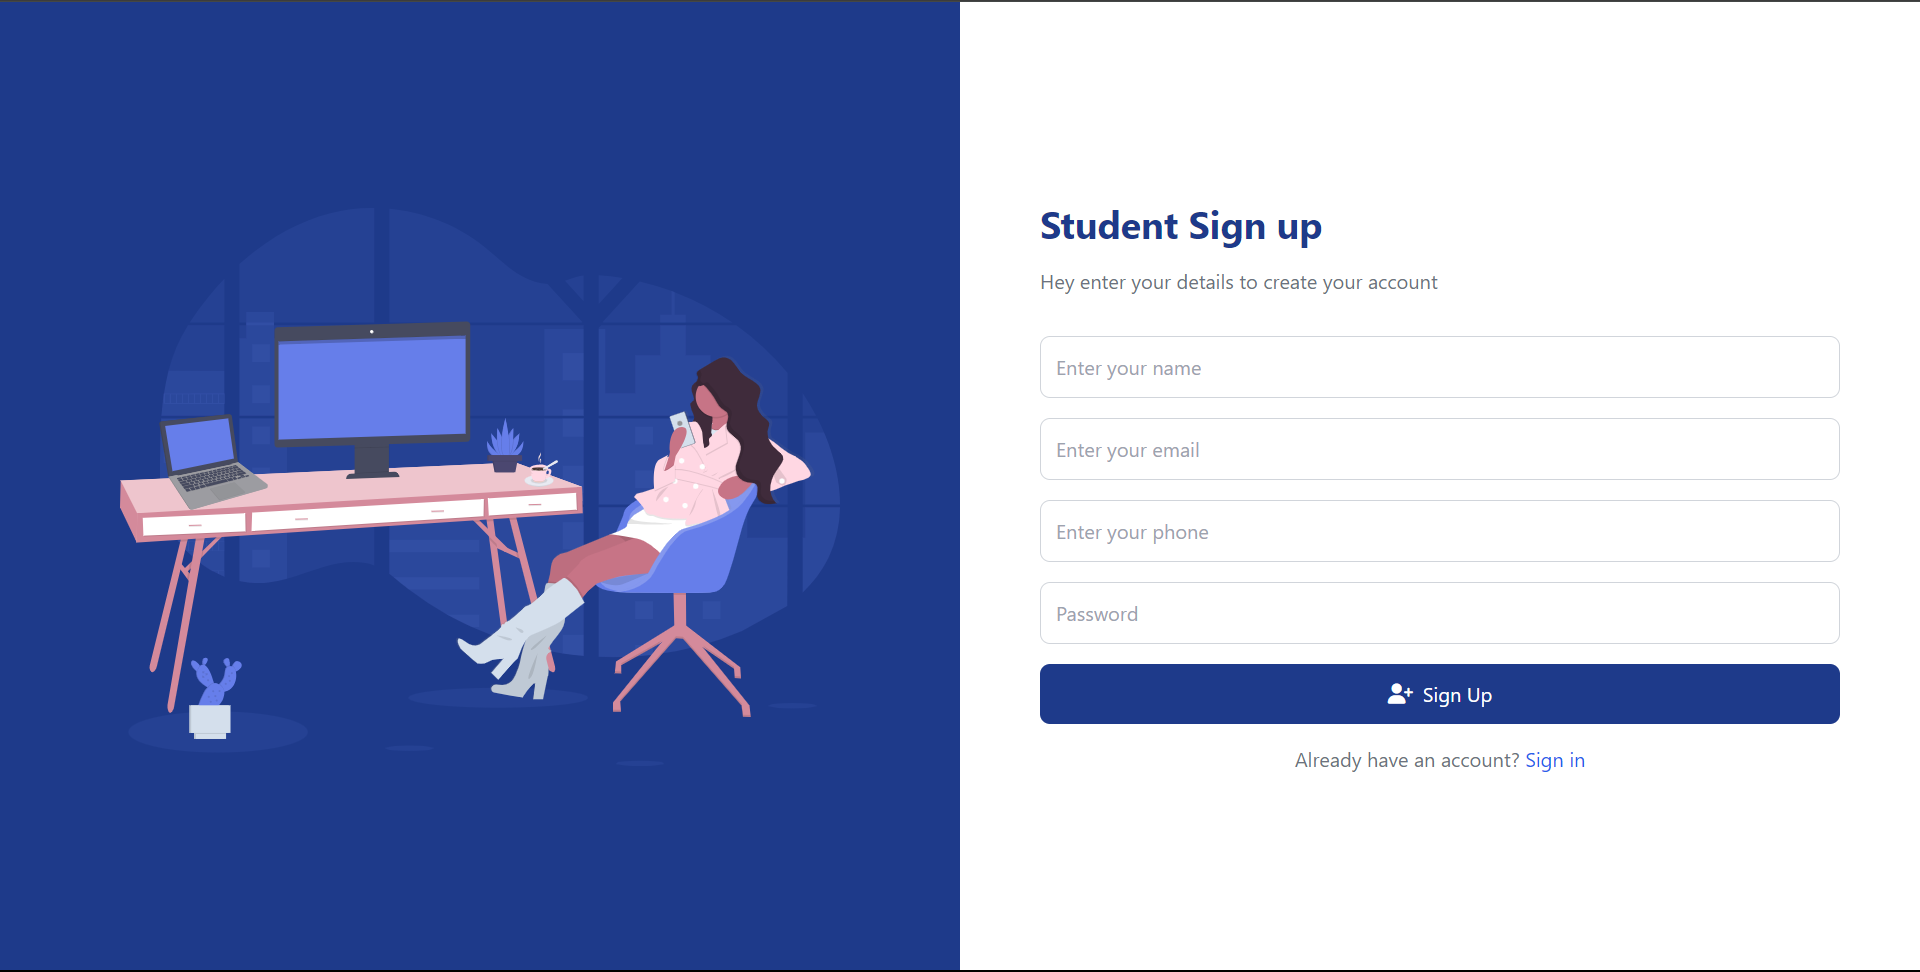 Student Sign up
Hey enter your details to create your account
Enter your name
Enter your email
Enter your phone
Password
Sign Up
Already have an account? Sign in